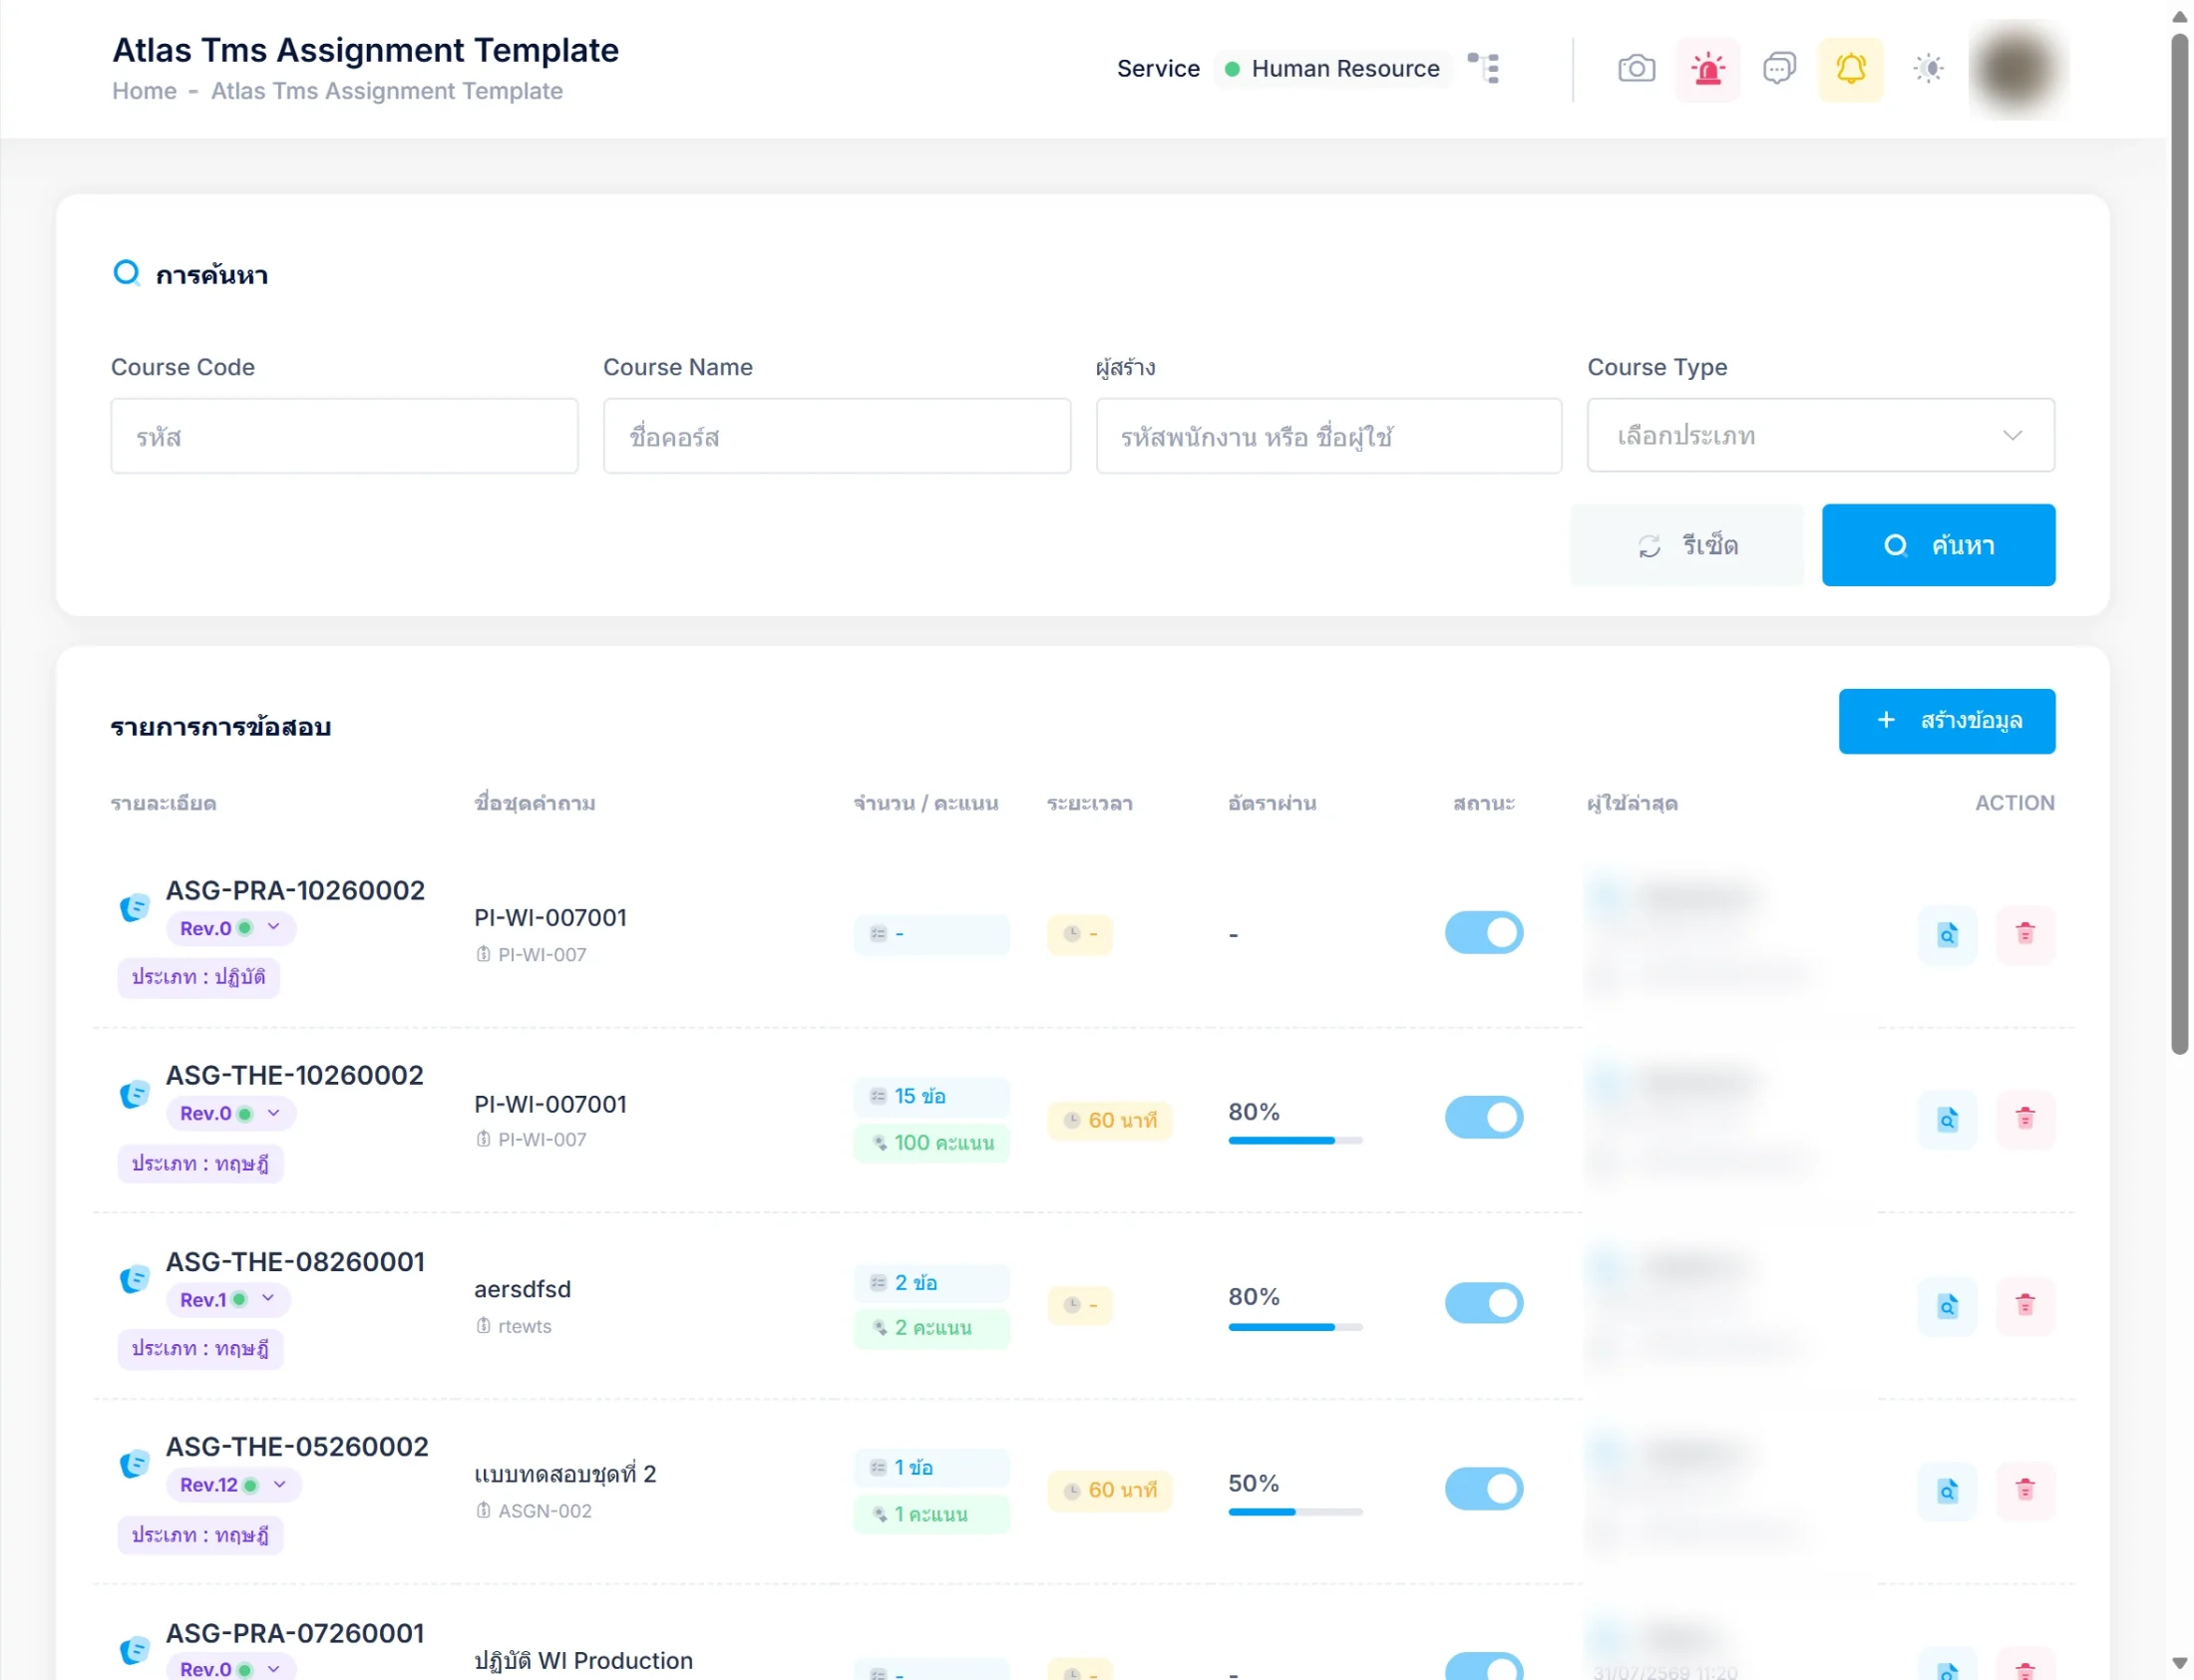 Atlas Tms Assignment Template
Home - Atlas Tms Assignment Template
Service Human Resource
การค้นหา
Course Code Course Name ผู้สร้าง Course Type
รหัส ชื่อคอร์ส รหัสพนักงาน หรือ ชื่อผู้ใช้ เลือกประเภท
รีเซ็ต ค้นหา
รายการการข้อสอบ
+ สร้างข้อมูล
รายละเอียด ชื่อชุดคำถาม จำนวน / คะแนน ระยะเวลา อัตราผ่าน สถานะ ผู้ใช้ล่าสุด ACTION
ASG-PRA-10260002
Rev.0
ประเภท : ปฏิบัติ
PI-WI-007001
PI-WI-007
-
-
-
ASG-THE-10260002
Rev.0
ประเภท : ทฤษฎี
PI-WI-007001
PI-WI-007
15 ข้อ
100 คะแนน
60 นาที
80%
ASG-THE-08260001
Rev.1
ประเภท : ทฤษฎี
aersdfsd
rtewts
2 ข้อ
2 คะแนน
-
80%
ASG-THE-05260002
Rev.12
ประเภท : ทฤษฎี
แบบทดสอบชุดที่ 2
ASGN-002
1 ข้อ
1 คะแนน
60 นาที
50%
ASG-PRA-07260001
Rev.0
ปฏิบัติ WI Production
-
-
-
31/07/2569 11:20